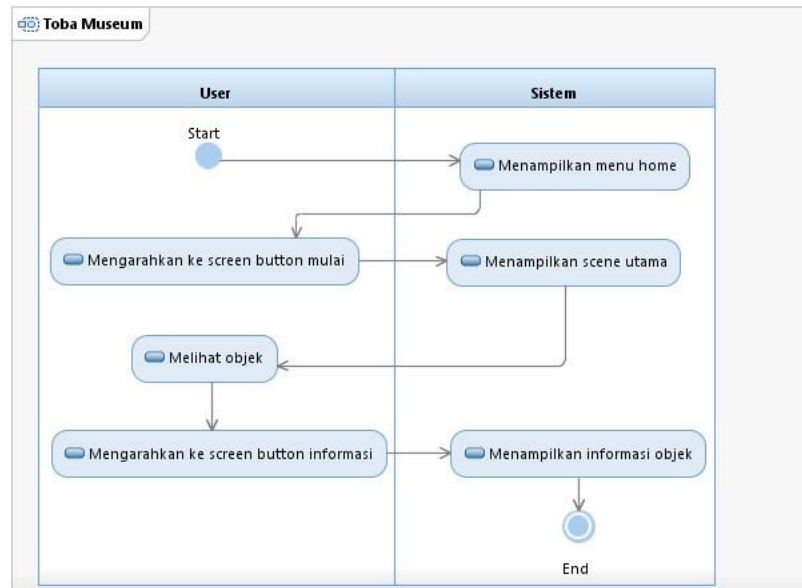 Toba Museum
User
Sistem
Start
Menampilkan menu home
Mengarahkan ke screen button mulai
Menampilkan scene utama
Melihat objek
Mengarahkan ke screen button informasi
Menampilkan informasi objek
End